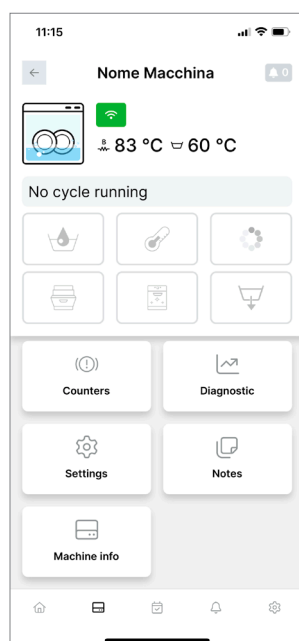 11:15
Nome Macchina
0
B
83 °C 60 °C
No cycle running
Counters
Diagnostic
Settings
Notes
Machine info